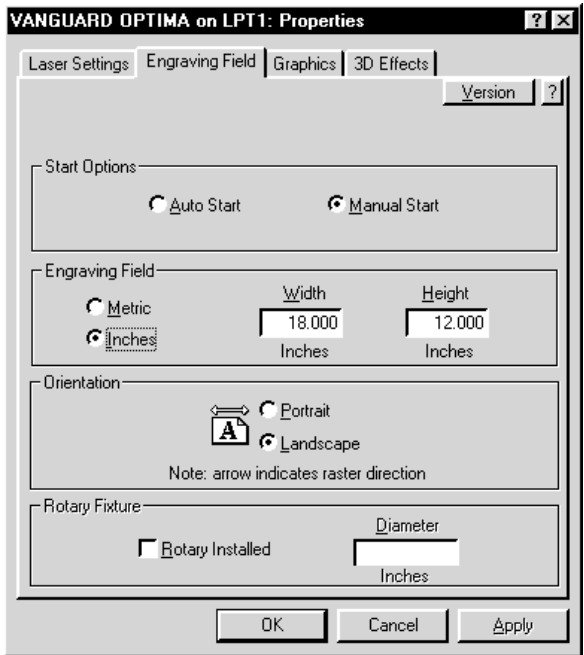 VANGUARD OPTIMA on LPT1: Properties ? ×
Laser Settings Engraving Field Graphics 3D Effects
Version ?
Start Options
Auto Start Manual Start
Engraving Field
Width Height
Metric
18.000 12.000
Inches
Inches Inches
Orientation
Portrait
A
Landscape
Note: arrow indicates raster direction
Rotary Fixture
Diameter
Rotary Installed
Inches
OK Cancel Apply